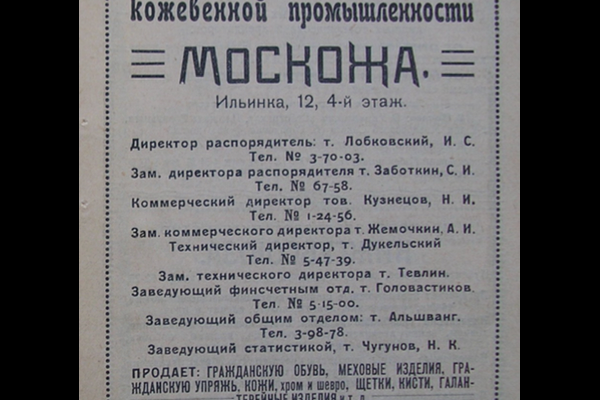 кожевенной промышленности
МОСКОЖА.
Ильинка, 12, 4-й этаж.
Директор распорядитель: т. Лобковский, И. С.
Тел. № 3-70-03.
Зам. директора распорядителя т. Заботкин, С. И.
Тел. № 67-58.
Коммерческий директор тов. Кузнецов, Н. И.
Тел. № 1-24-56.
Зам. коммерческого директора т. Жемочкин, А. И.
Технический директор, т. Дукельский
Тел. № 5-47-39.
Зам. технического директора т. Тевлин.
Заведующий финсчетным отд. т. Головастиков.
Тел. № 5-15-00.
Заведующий общим отделом: т. Альшванг.
Тел. 3-98-78.
Заведующий статистикой, т. Чугунов, Н. К.
ПРОДАЕТ: ГРАЖДАНСКУЮ ОБУВЬ, МЕХОВЫЕ ИЗДЕЛИЯ, ГРА-
ЖДАНСКУЮ УПРЯЖЬ, КОЖИ, хром и шевро, ЩЕТКИ, КИСТИ, ГАЛАН-
ТЕРЕЙНЫЕ ИЗДЕЛИЯ и т. д.